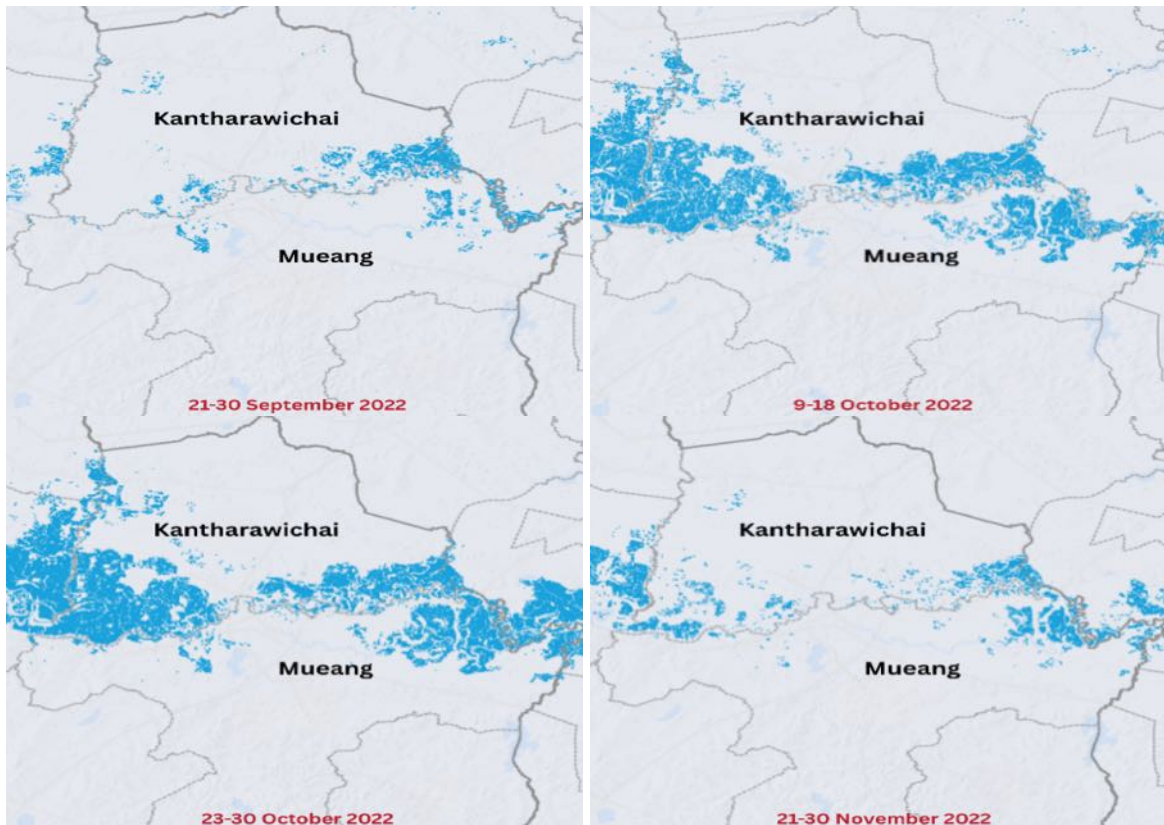 Kantharawichai
Mueang
21-30 September 2022
Kantharawichai
Mueang
9-18 October 2022
Kantharawichai
Mueang
23-30 October 2022
Kantharawichai
Mueang
21-30 November 2022